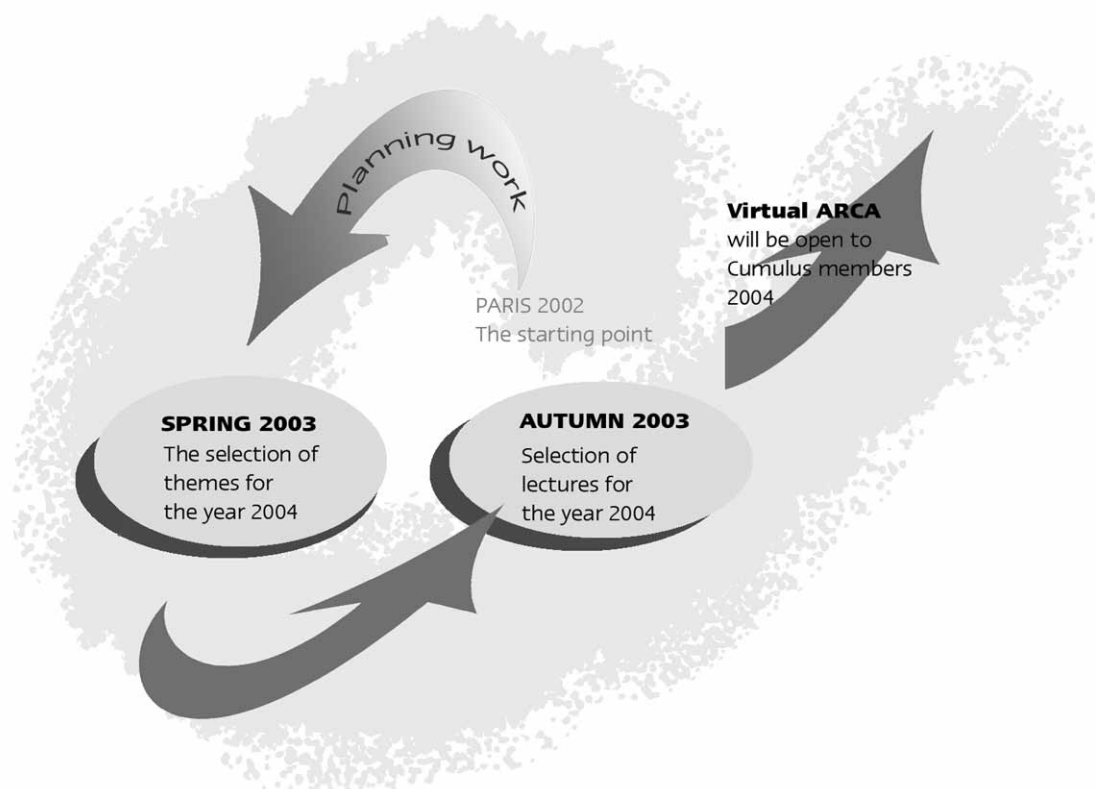 Planning work
PARIS 2002
The starting point
SPRING 2003
The selection of
themes for
the year 2004
AUTUMN 2003
Selection of
lectures for
the year 2004
Virtual ARCA
will be open to
Cumulus members
2004